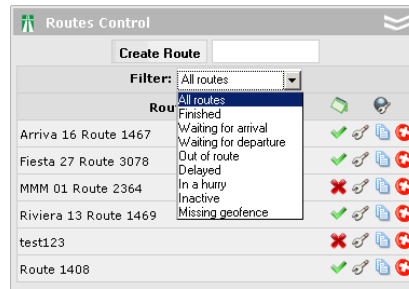 Routes Control
Create Route
Filter: All routes
All routes
Finished
Waiting for arrival
Waiting for departure
Out of route
Delayed
In a hurry
Inactive
Missing geofence
Rou
Arriva 16 Route 1467
Fiesta 27 Route 3078
MMM 01 Route 2364
Riviera 13 Route 1469
test123
Route 1408